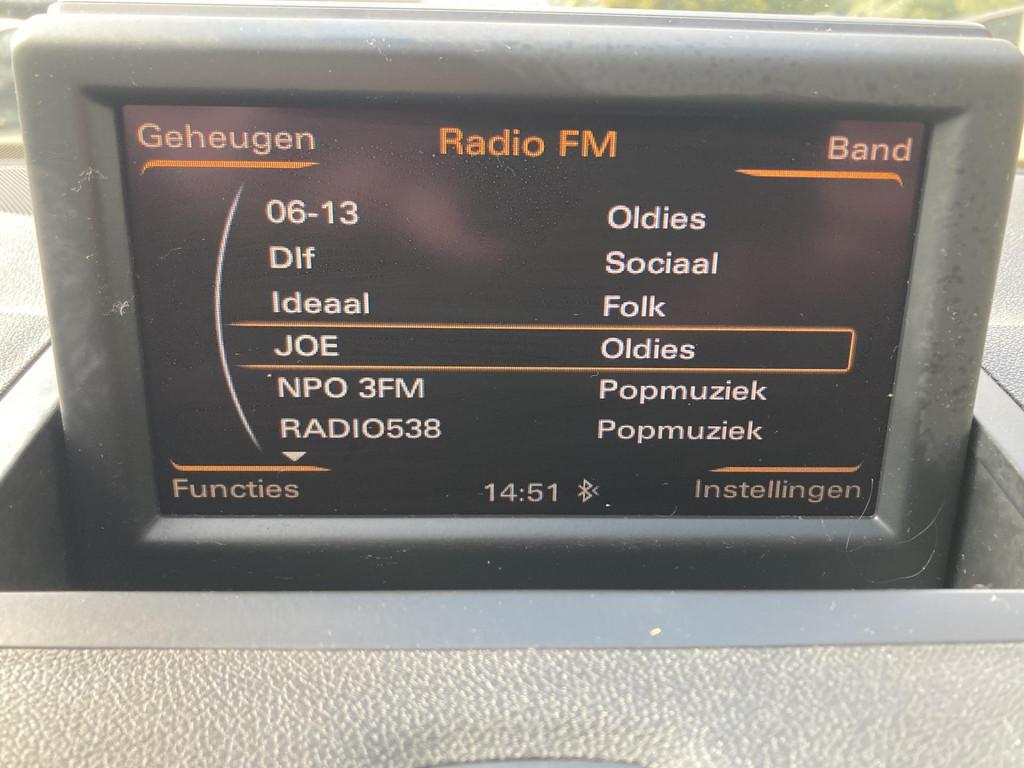 Geheugen Radio FM Band
06-13 Oldies
Dlf Sociaal
Ideaal Folk
JOE Oldies
NPO 3FM Popmuziek
RADIO538 Popmuziek
Functies 14:51 Instellingen